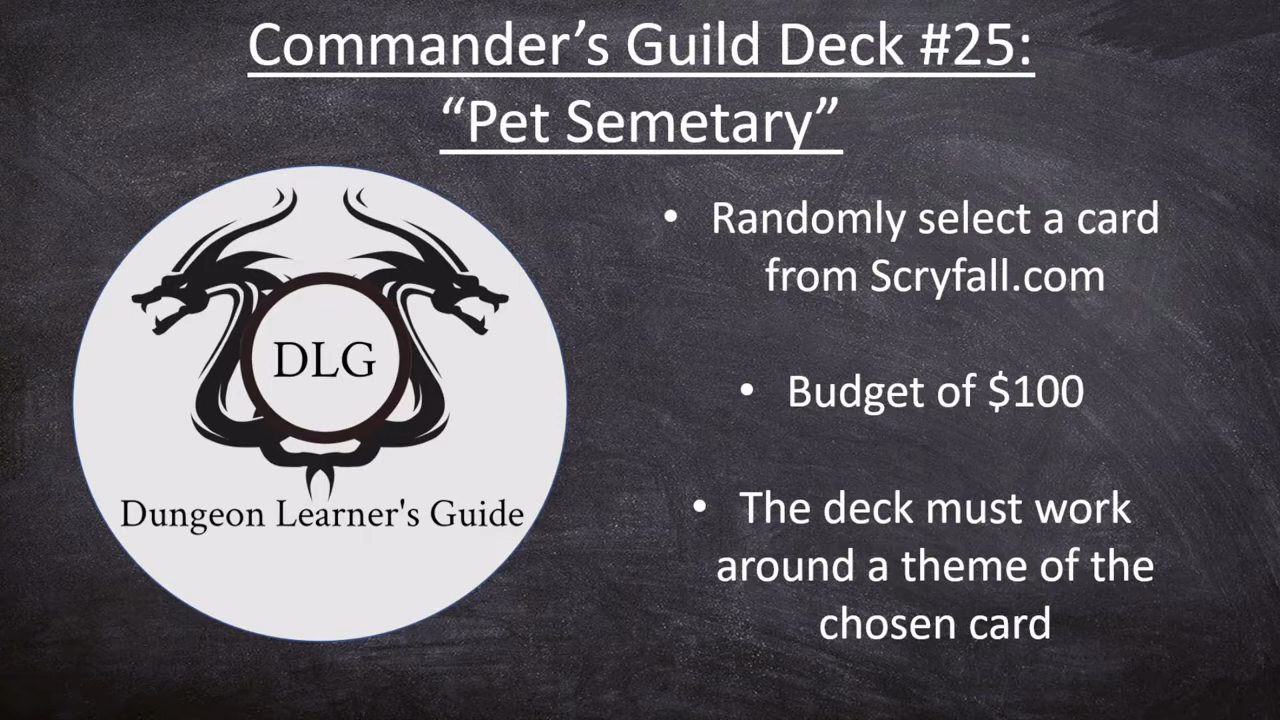 Commander’s Guild Deck #25:
“Pet Semetary”
DLG
Dungeon Learner's Guide
• Randomly select a card
from Scryfall.com
• Budget of $100
• The deck must work
around a theme of the
chosen card